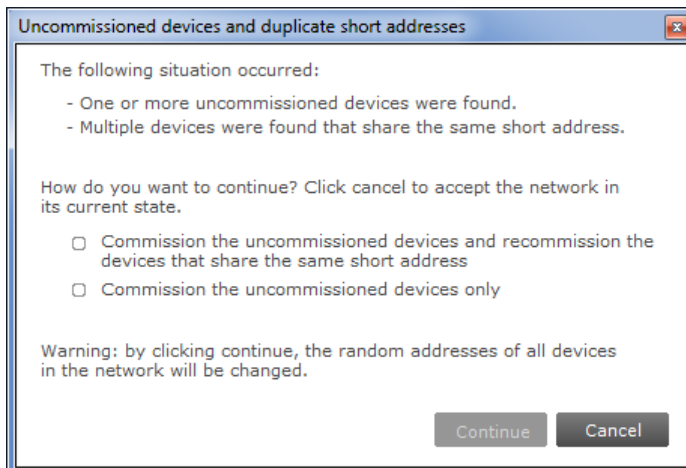 Uncommissioned devices and duplicate short addresses
The following situation occurred:
- One or more uncommissioned devices were found.
- Multiple devices were found that share the same short address.
How do you want to continue? Click cancel to accept the network in
its current state.
Commission the uncommissioned devices and recommission the
devices that share the same short address
Commission the uncommissioned devices only
Warning: by clicking continue, the random addresses of all devices
in the network will be changed.
Continue
Cancel